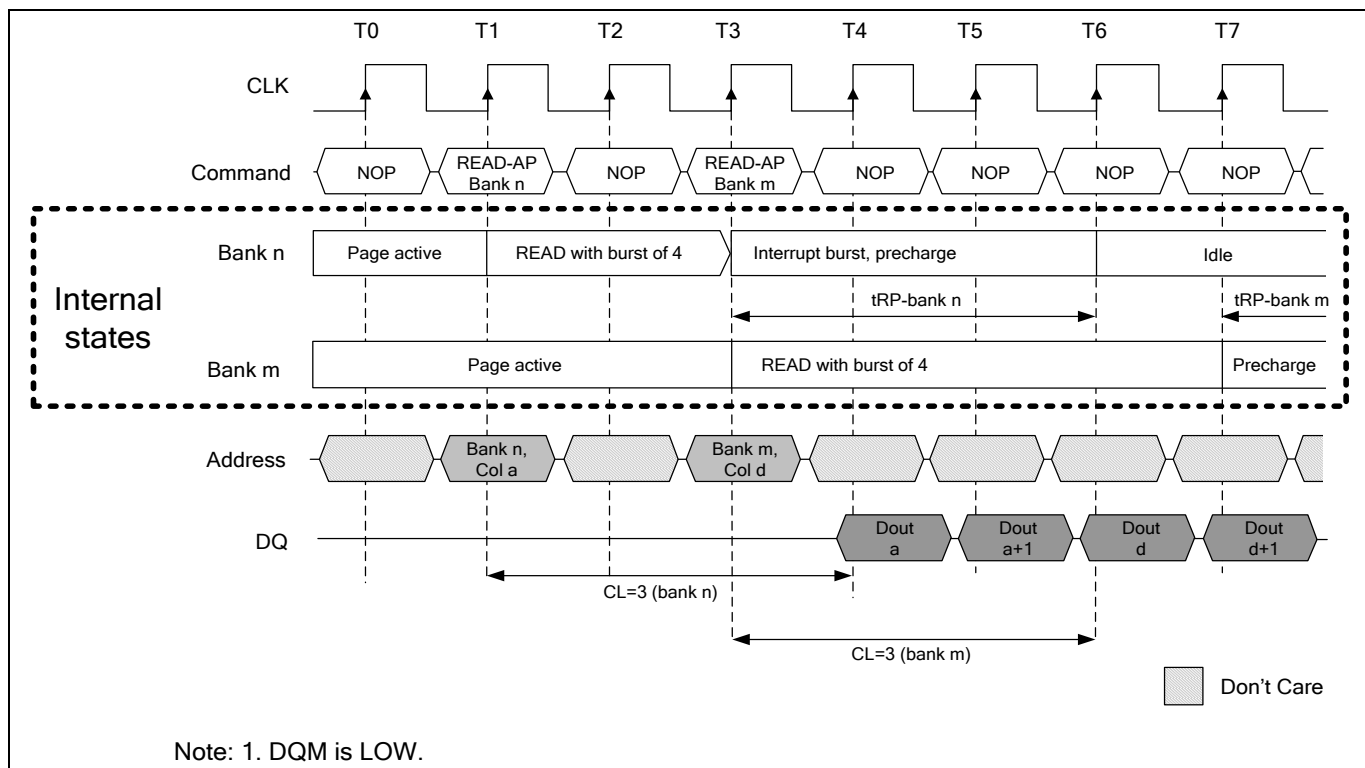 T0 T1 T2 T3 T4 T5 T6 T7
CLK
Command
NOP
READ-AP
Bank n
NOP
READ-AP
Bank m
NOP
NOP
NOP
NOP
Internal
states
Bank n
Page active
READ with burst of 4
Interrupt burst, precharge
Idle
tRP-bank n
tRP-bank m
Bank m
Page active
READ with burst of 4
Precharge
Address
Bank n,
Col a
Bank m,
Col d
DQ
Dout
a
Dout
a+1
Dout
d
Dout
d+1
CL=3 (bank n)
CL=3 (bank m)
Don't Care
Note: 1. DQM is LOW.